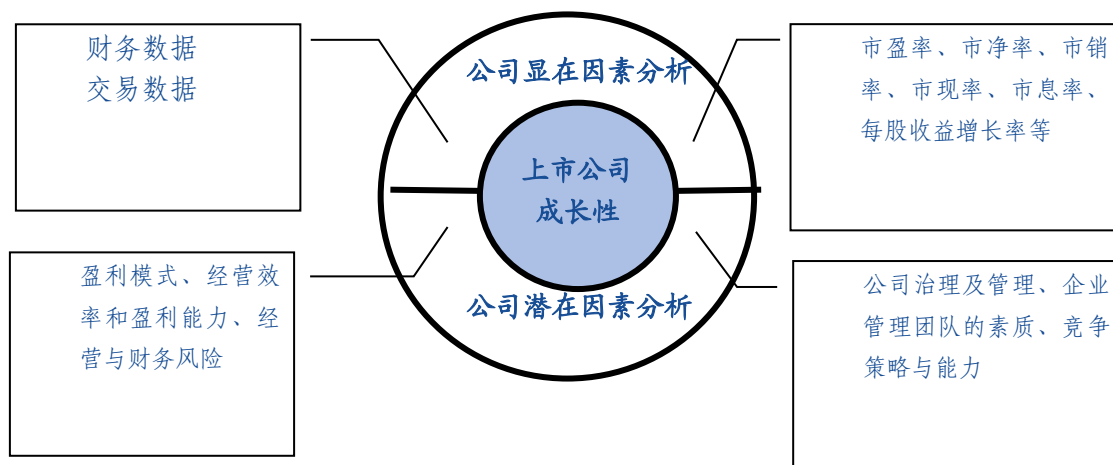 财务数据
交易数据
公司显在因素分析
市盈率、市净率、市销
率、市现率、市息率、
每股收益增长率等
上市公司
成长性
盈利模式、经营效
率和盈利能力、经
营与财务风险
公司潜在因素分析
公司治理及管理、企业
管理团队的素质、竞争
策略与能力